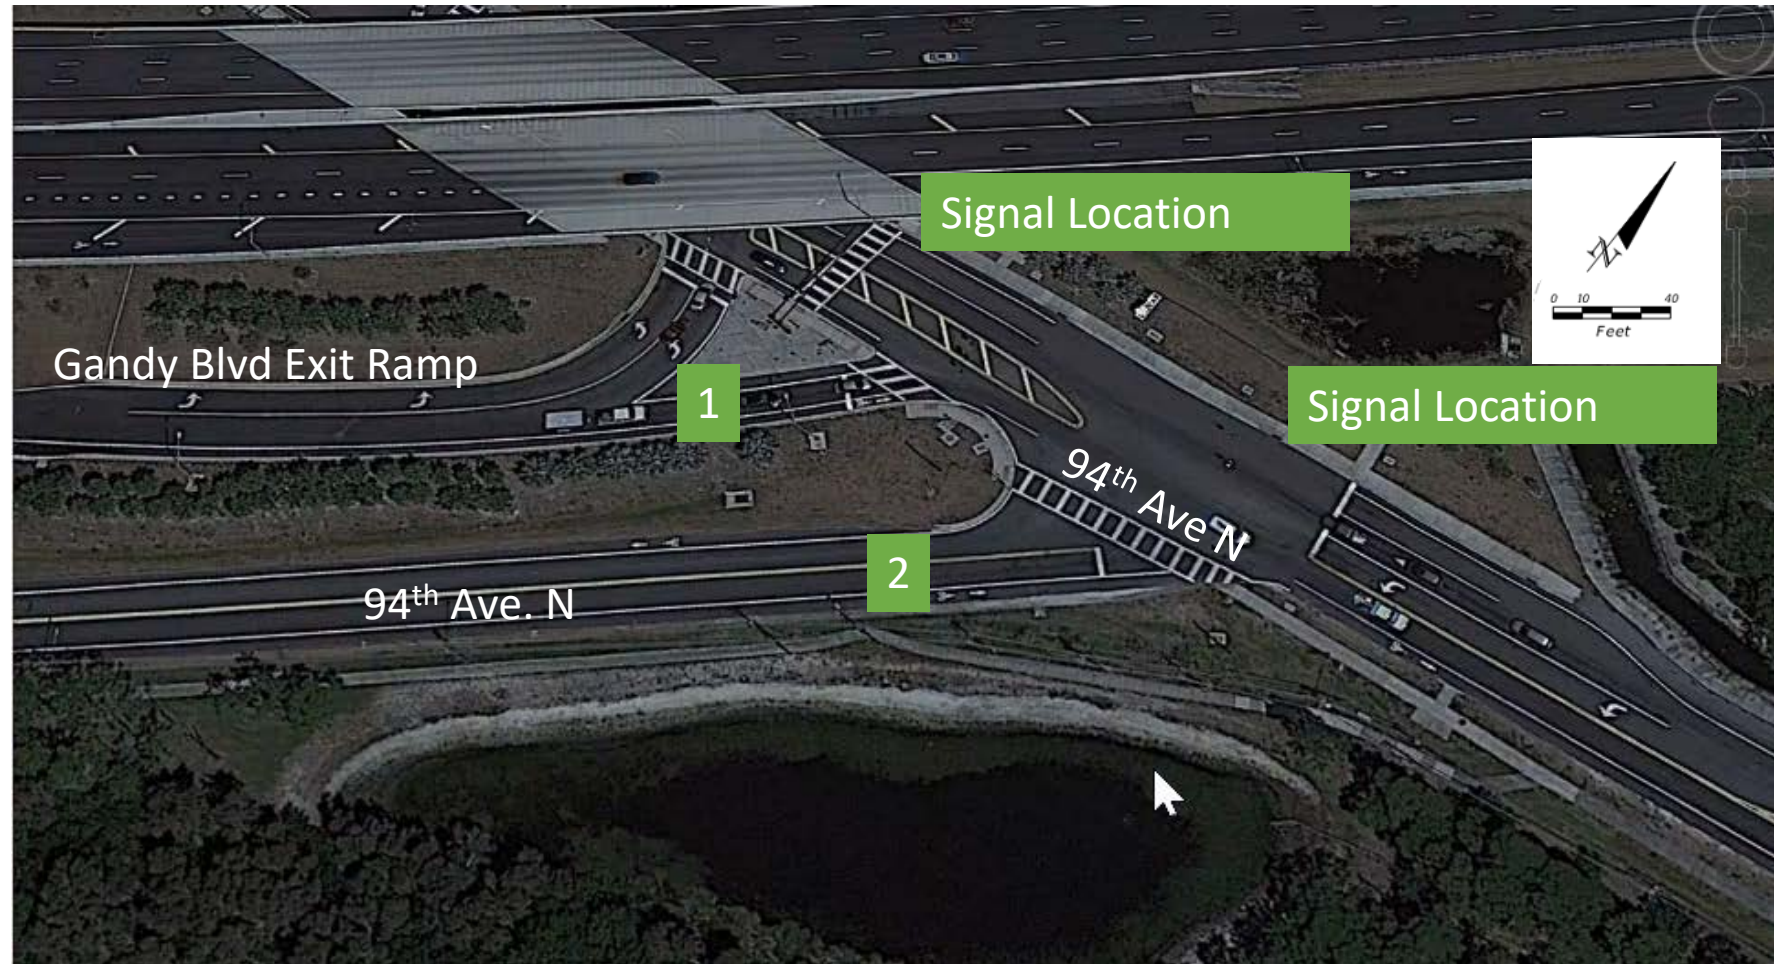 Signal Location
N
0 10 40
Feet
Gandy Blvd Exit Ramp
1
Signal Location
94th Ave N
2
94th Ave. N